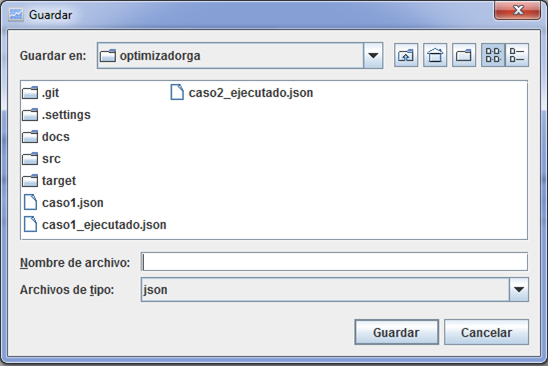 Guardar
Guardar en: optimizadorga
.git
.settings
docs
src
target
caso1.json
caso1_ejecutado.json
caso2_ejecutado.json
Nombre de archivo:
Archivos de tipo: json
Guardar Cancelar